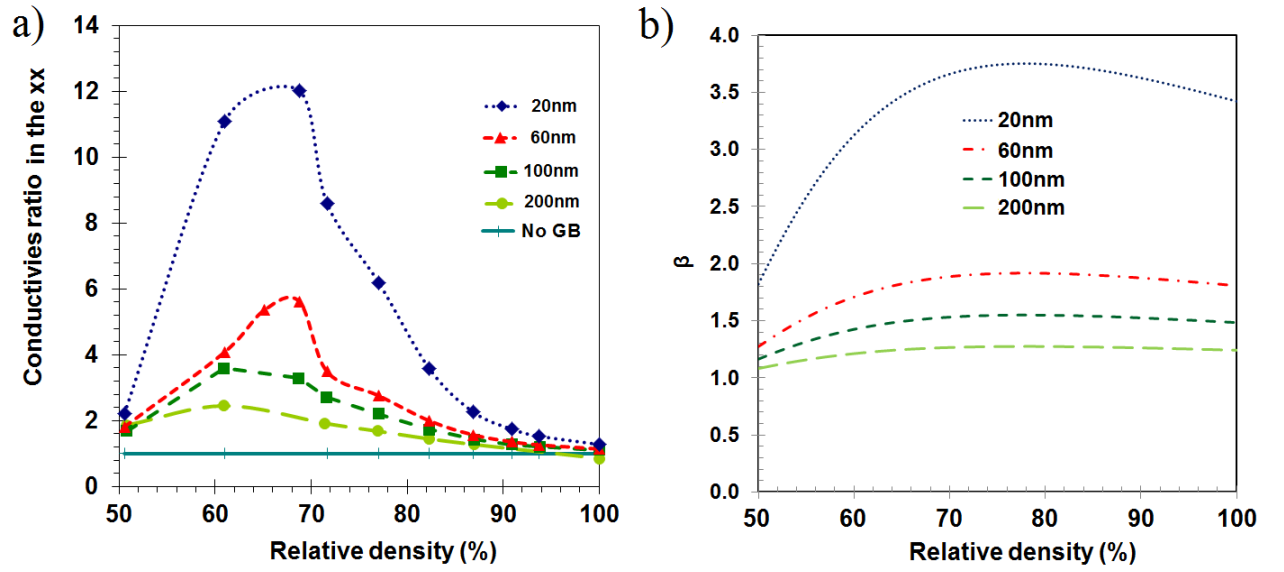 a)
Conductivies ratio in the xx
14
12
10
8
6
4
2
0
50
60
70
80
90
100
Relative density (%)
20nm
60nm
100nm
200nm
No GB
b)
β
4.0
3.5
3.0
2.5
2.0
1.5
1.0
0.5
0.0
50
60
70
80
90
100
Relative density (%)
20nm
60nm
100nm
200nm